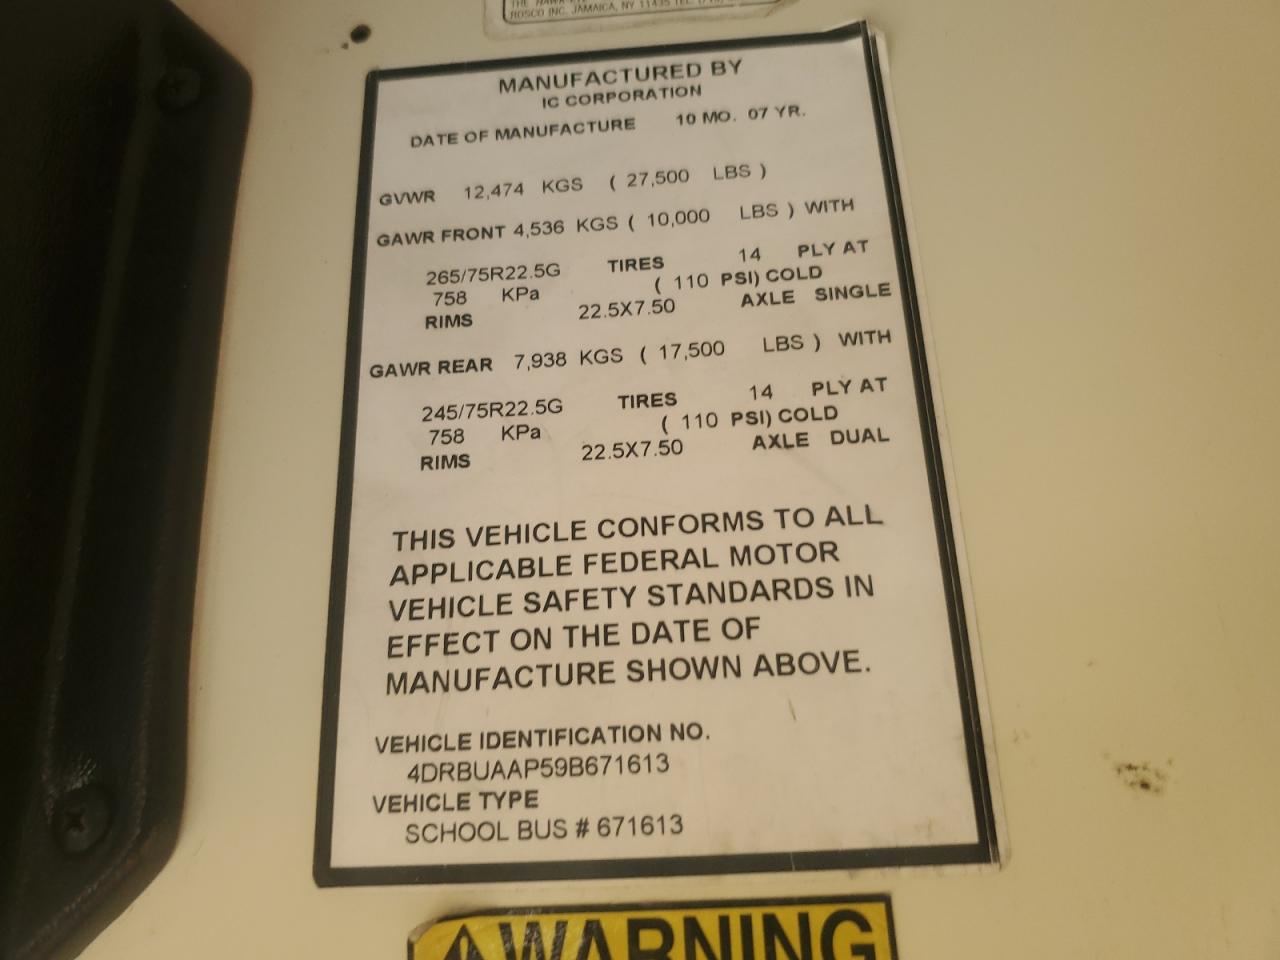 ROSCO INC. JAMAICA, NY 11435 TEL.
MANUFACTURED BY
IC CORPORATION
DATE OF MANUFACTURE 10 MO. 07 YR.
GVWR 12,474 KGS ( 27,500 LBS )
GAWR FRONT 4,536 KGS ( 10,000 LBS ) WITH
265/75R22.5G TIRES 14 PLY AT
758 KPa ( 110 PSI) COLD
RIMS 22.5X7.50 AXLE SINGLE
GAWR REAR 7,938 KGS ( 17,500 LBS ) WITH
245/75R22.5G TIRES 14 PLY AT
758 KPa ( 110 PSI) COLD
RIMS 22.5X7.50 AXLE DUAL
THIS VEHICLE CONFORMS TO ALL
APPLICABLE FEDERAL MOTOR
VEHICLE SAFETY STANDARDS IN
EFFECT ON THE DATE OF
MANUFACTURE SHOWN ABOVE.
VEHICLE IDENTIFICATION NO.
4DRBUAAP59B671613
VEHICLE TYPE
SCHOOL BUS # 671613
WARNING